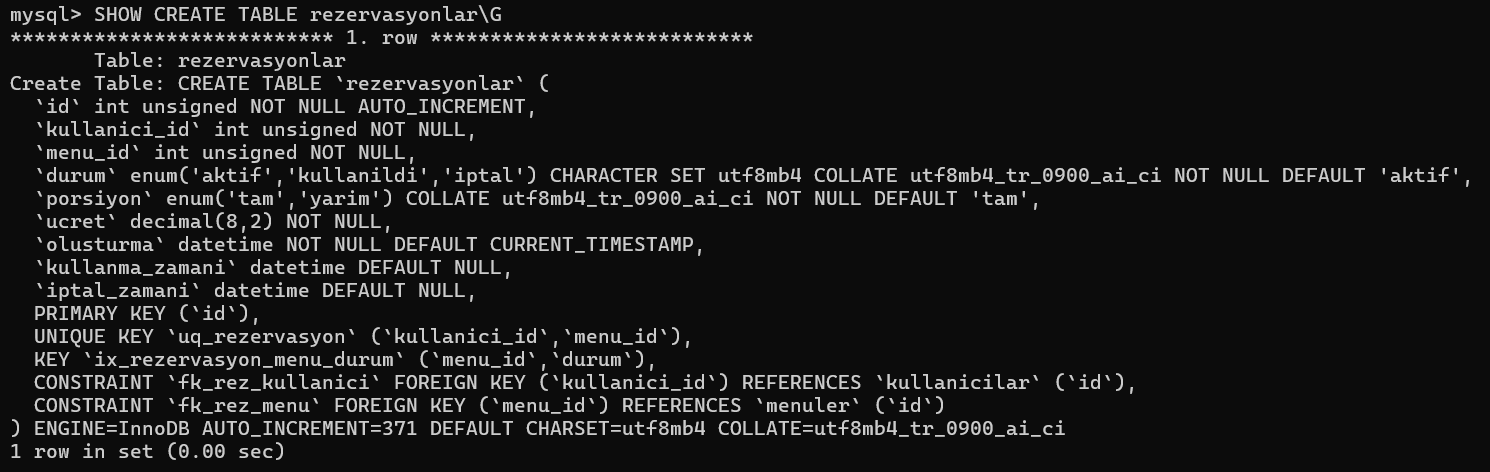 mysql> SHOW CREATE TABLE rezervasyonlar\G
*************************** 1. row ***************************
       Table: rezervasyonlar
Create Table: CREATE TABLE `rezervasyonlar` (
  `id` int unsigned NOT NULL AUTO_INCREMENT,
  `kullanici_id` int unsigned NOT NULL,
  `menu_id` int unsigned NOT NULL,
  `durum` enum('aktif','kullanildi','iptal') CHARACTER SET utf8mb4 COLLATE utf8mb4_tr_0900_ai_ci NOT NULL DEFAULT 'aktif',
  `porsiyon` enum('tam','yarim') COLLATE utf8mb4_tr_0900_ai_ci NOT NULL DEFAULT 'tam',
  `ucret` decimal(8,2) NOT NULL,
  `olusturma` datetime NOT NULL DEFAULT CURRENT_TIMESTAMP,
  `kullanma_zamani` datetime DEFAULT NULL,
  `iptal_zamani` datetime DEFAULT NULL,
  PRIMARY KEY (`id`),
  UNIQUE KEY `uq_rezervasyon` (`kullanici_id`,`menu_id`),
  KEY `ix_rezervasyon_menu_durum` (`menu_id`,`durum`),
  CONSTRAINT `fk_rez_kullanici` FOREIGN KEY (`kullanici_id`) REFERENCES `kullanicilar` (`id`),
  CONSTRAINT `fk_rez_menu` FOREIGN KEY (`menu_id`) REFERENCES `menuler` (`id`)
) ENGINE=InnoDB AUTO_INCREMENT=371 DEFAULT CHARSET=utf8mb4 COLLATE=utf8mb4_tr_0900_ai_ci
1 row in set (0.00 sec)